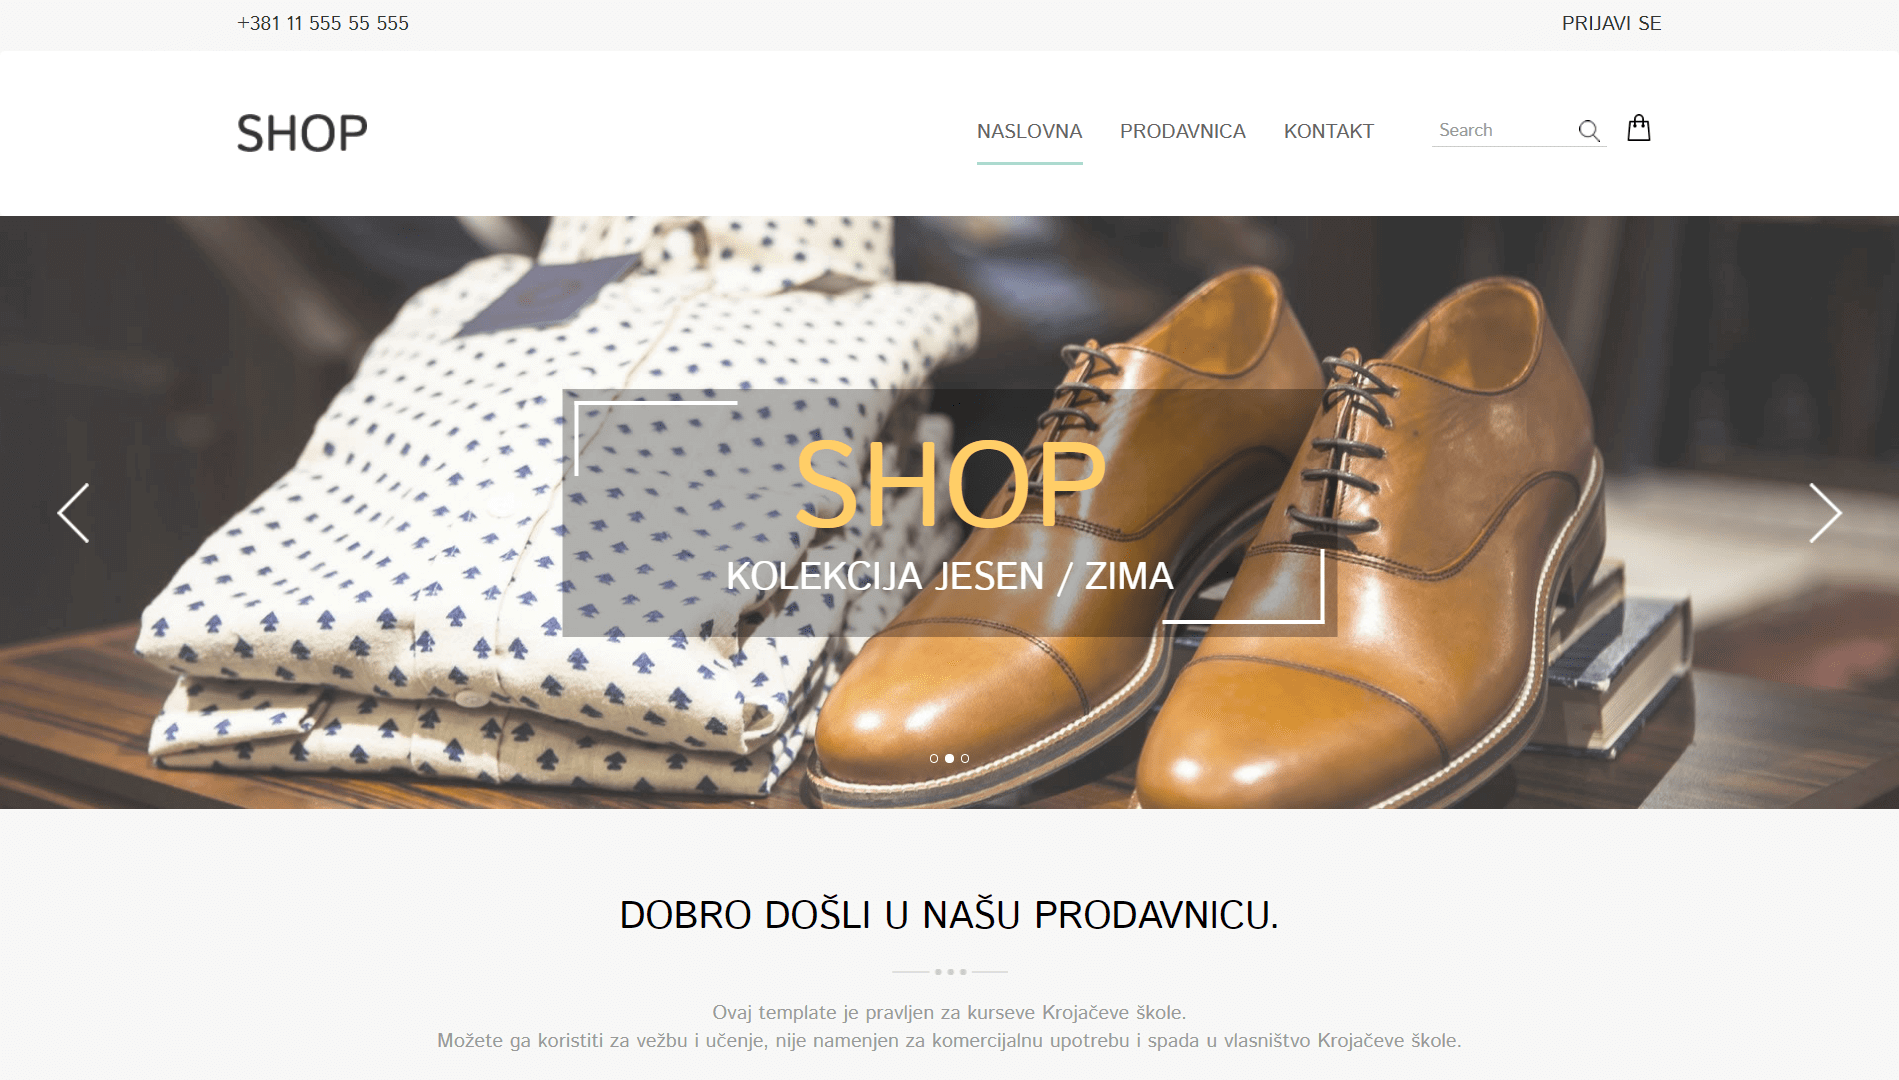 +381 11 555 55 555
PRIJAVI SE
SHOP
NASLOVNA
PRODAVNICA
KONTAKT
Search
SHOP
KOLEKCIJA JESEN / ZIMA
DOBRO DOŠLI U NAŠU PRODAVNICU.
Ovaj template je pravljen za kurseve Krojačeve škole.
Možete ga koristiti za vežbu i učenje, nije namenjen za komercijalnu upotrebu i spada u vlasništvo Krojačeve škole.